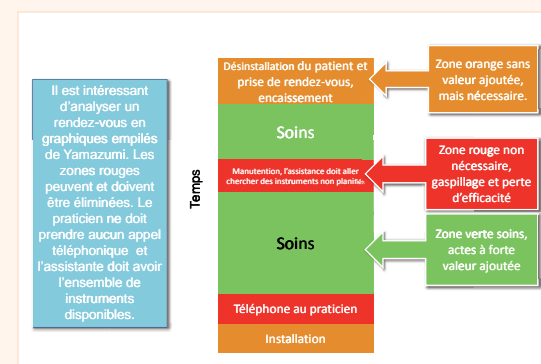 Il est intéressant
d'analyser un
rendez-vous en
graphiques empilés
de Yamazumi. Les
zones rouges
peuvent et doivent
être éliminées. Le
praticien ne doit
prendre aucun appel
téléphonique et
l'assistante doit avoir
l'ensemble de
instruments
disponibles.
Temps
Désinstallation du patient et
prise de rendez-vous,
encaissement
Soins
Manutention, l'assistance doit aller
chercher des instruments non planifiés
Soins
Téléphone au praticien
Installation
Zone orange sans
valeur ajoutée,
mais nécessaire.
Zone rouge non
nécessaire,
gaspillage et perte
d'efficacité
Zone verte soins,
actes à forte
valeur ajoutée